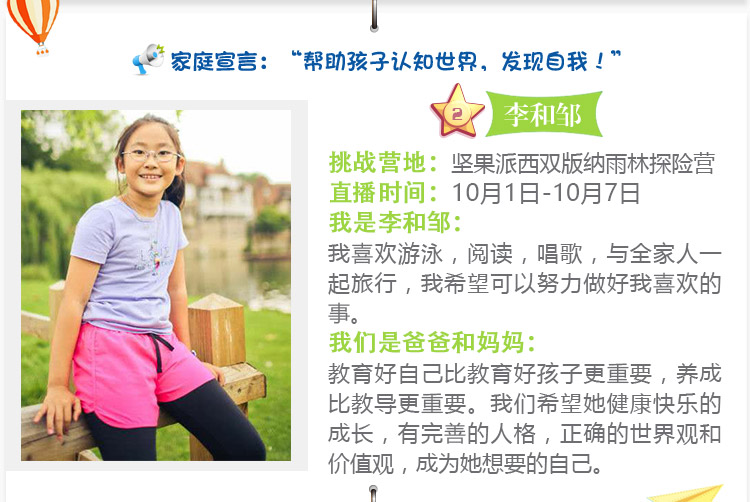 家庭宣言：“帮助孩子认知世界，发现自我！”
2 李和邹
挑战营地：坚果派西双版纳雨林探险营
直播时间：10月1日-10月7日
我是李和邹：
我喜欢游泳，阅读，唱歌，与全家人一
起旅行，我希望可以努力做好我喜欢的
事。
我们是爸爸和妈妈：
教育好自己比教育好孩子更重要，养成
比教导更重要。我们希望她健康快乐的
成长，有完善的人格，正确的世界观和
价值观，成为她想要的自己。